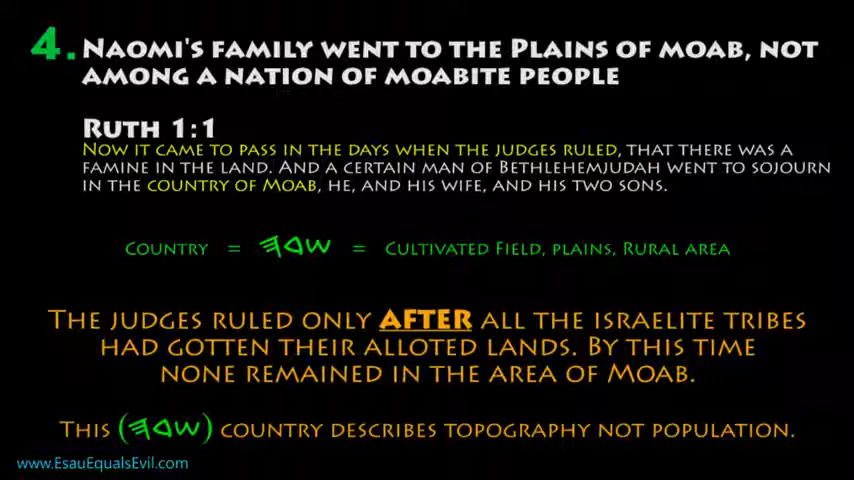 4. Naomi's family went to the Plains of Moab, not
among a nation of Moabite people
Ruth 1:1
Now it came to pass in the days when the judges ruled, that there was a
famine in the land. And a certain man of Bethlehemjudah went to sojourn
in the country of Moab, he, and his wife, and his two sons.
Country = 𐤄𐤃𐤔 = Cultivated Field, plains, Rural area
The judges ruled only AFTER all the Israelite tribes
had gotten their alloted lands. By this time
none remained in the area of Moab.
This (𐤄𐤃𐤔) country describes topography not population.
www.EsauEqualsEvil.com